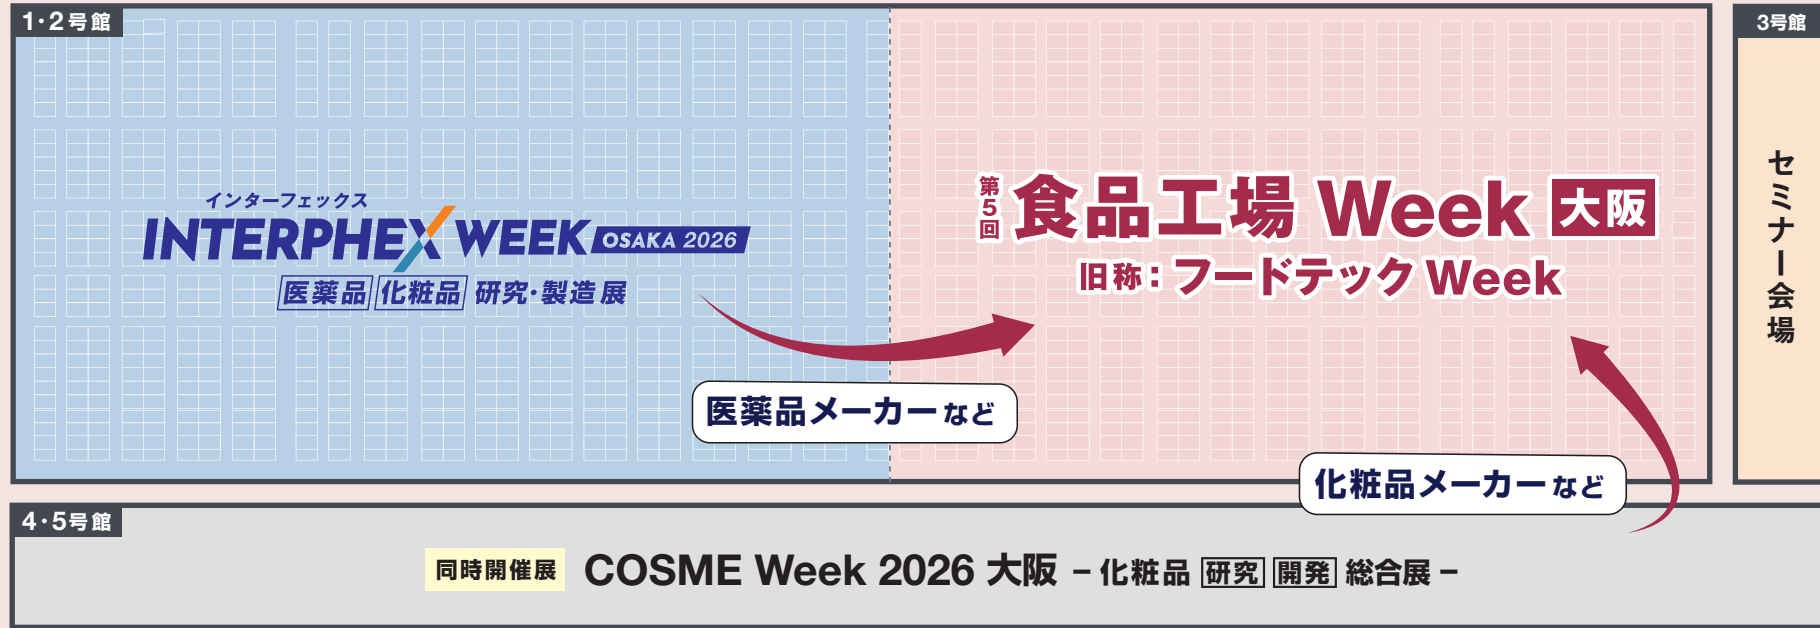 1・2号館
インターフェックス
INTERPHEX WEEK OSAKA 2026
医薬品 化粧品 研究・製造 展
第5回 食品工場 Week 大阪
旧称：フードテック Week
医薬品メーカーなど
化粧品メーカーなど
3号館
セミナー会場
4・5号館
同時開催展 COSME Week 2026 大阪 −化粧品 研究 開発 総合展−